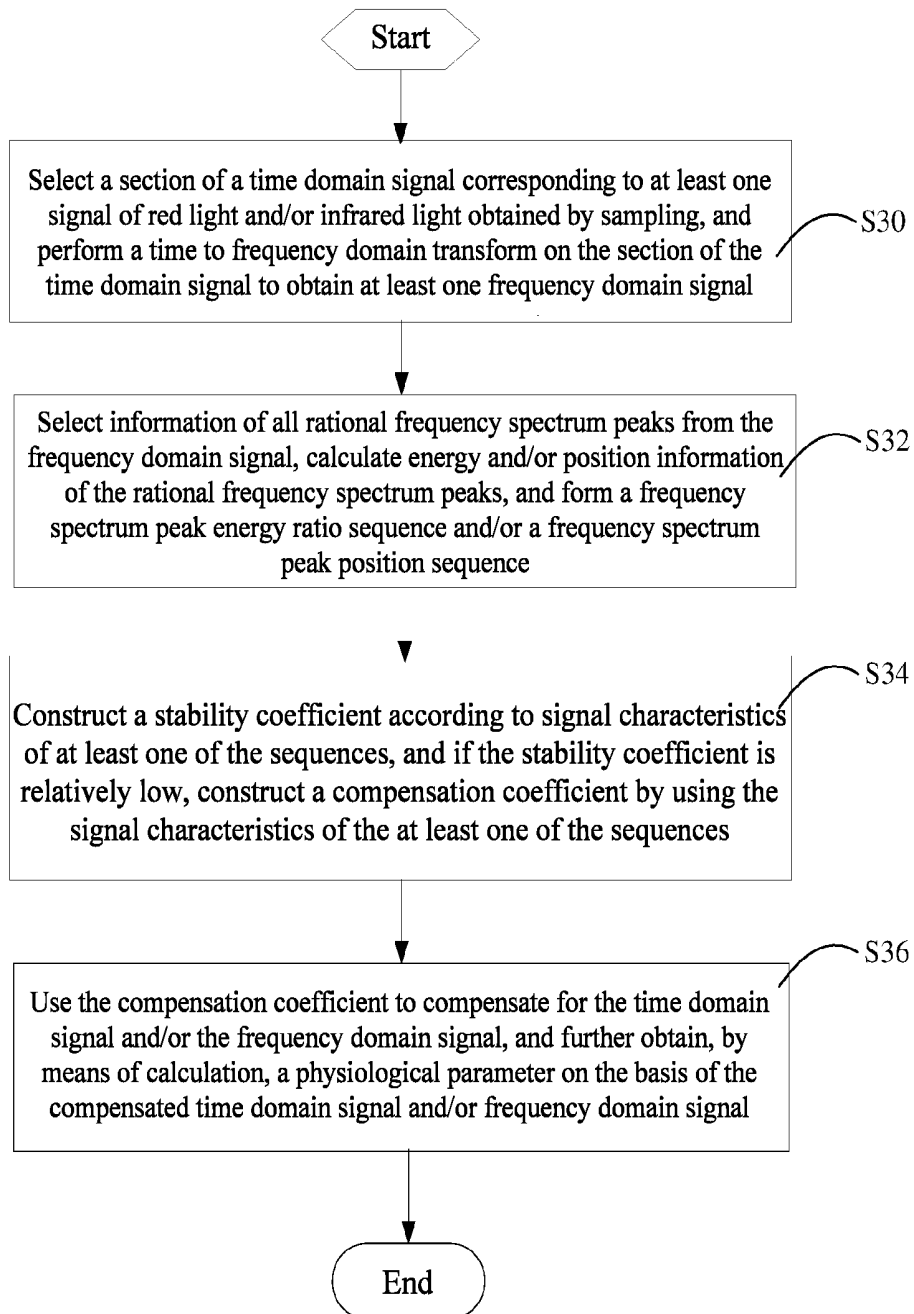 Start
Select a section of a time domain signal corresponding to at least one
signal of red light and/or infrared light obtained by sampling, and
perform a time to frequency domain transform on the section of the
time domain signal to obtain at least one frequency domain signal
S30
Select information of all rational frequency spectrum peaks from the
frequency domain signal, calculate energy and/or position information
of the rational frequency spectrum peaks, and form a frequency
spectrum peak energy ratio sequence and/or a frequency spectrum
peak position sequence
S32
Construct a stability coefficient according to signal characteristics
of at least one of the sequences, and if the stability coefficient is
relatively low, construct a compensation coefficient by using the
signal characteristics of the at least one of the sequences
S34
Use the compensation coefficient to compensate for the time domain
signal and/or the frequency domain signal, and further obtain, by
means of calculation, a physiological parameter on the basis of the
compensated time domain signal and/or frequency domain signal
S36
End